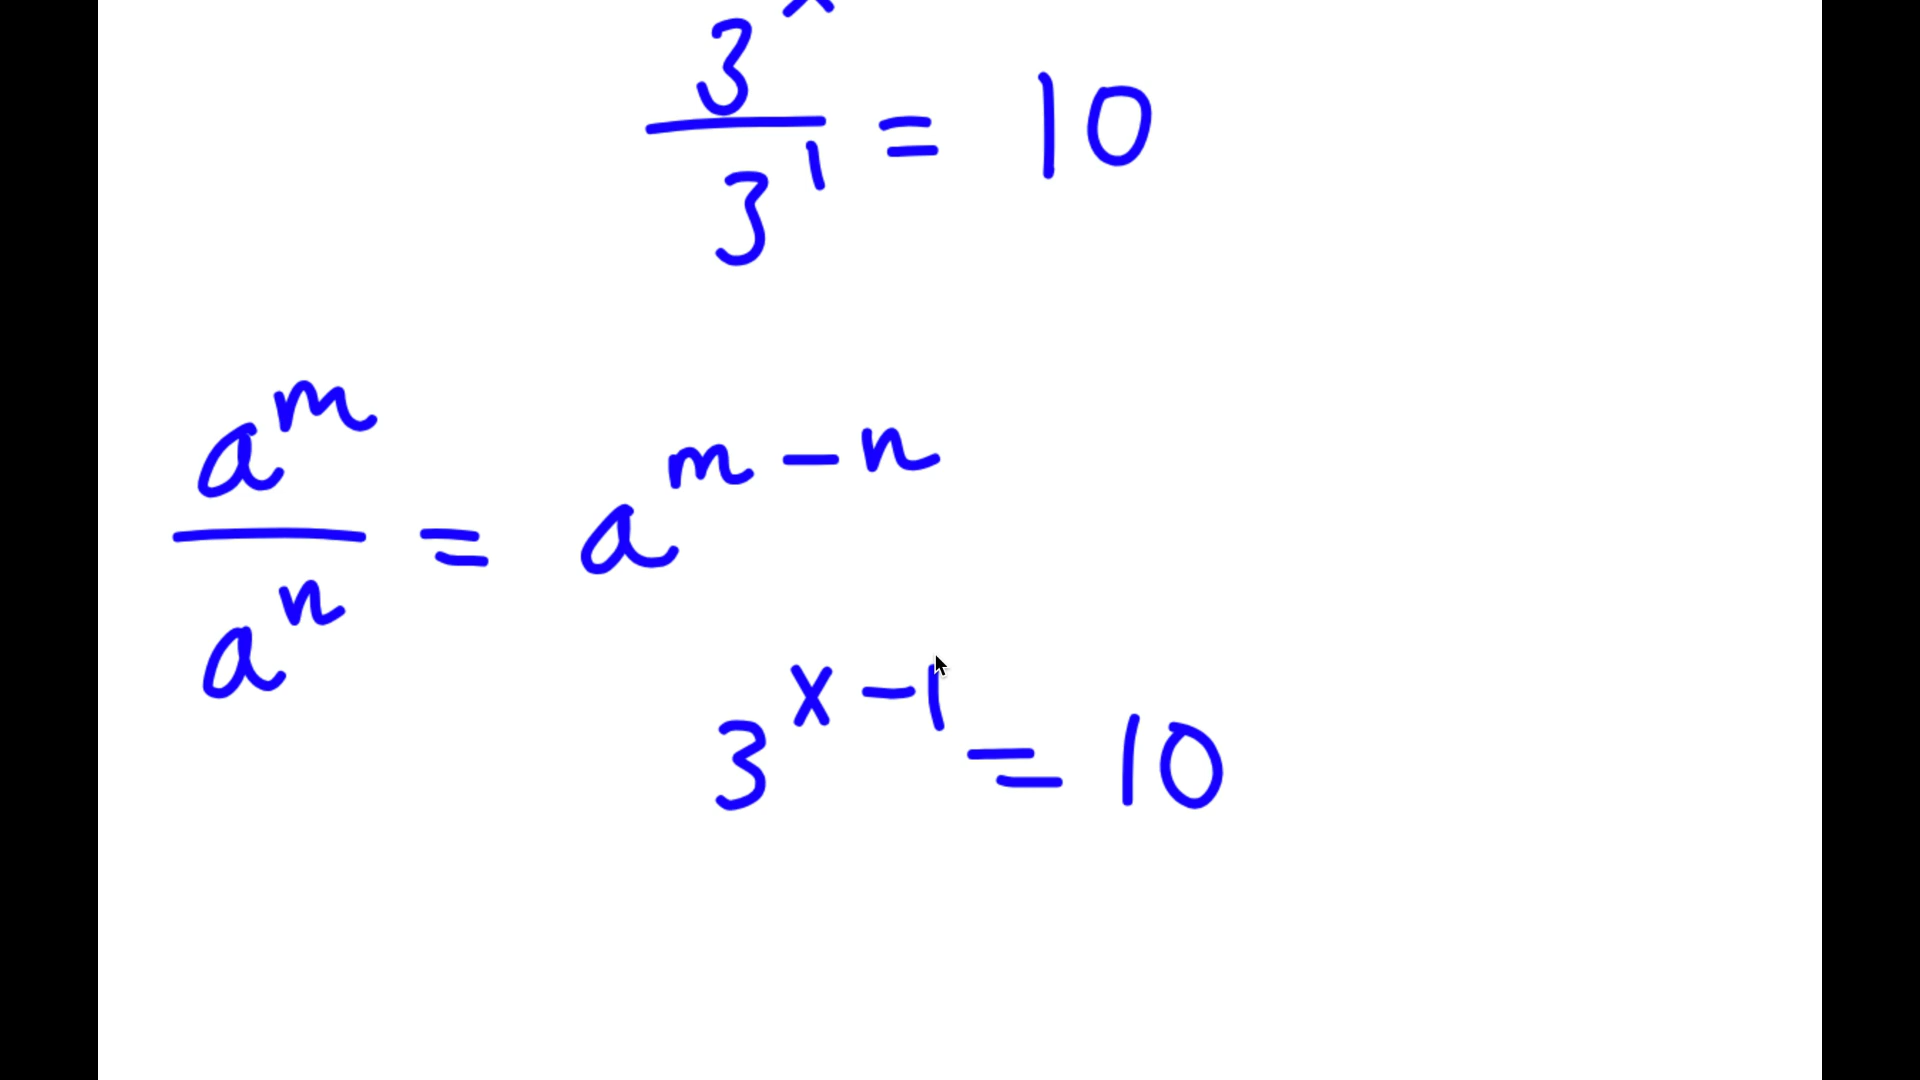 3^x / 3^1 = 10
a^m / a^n = a^(m-n)
3^(x-1) = 10